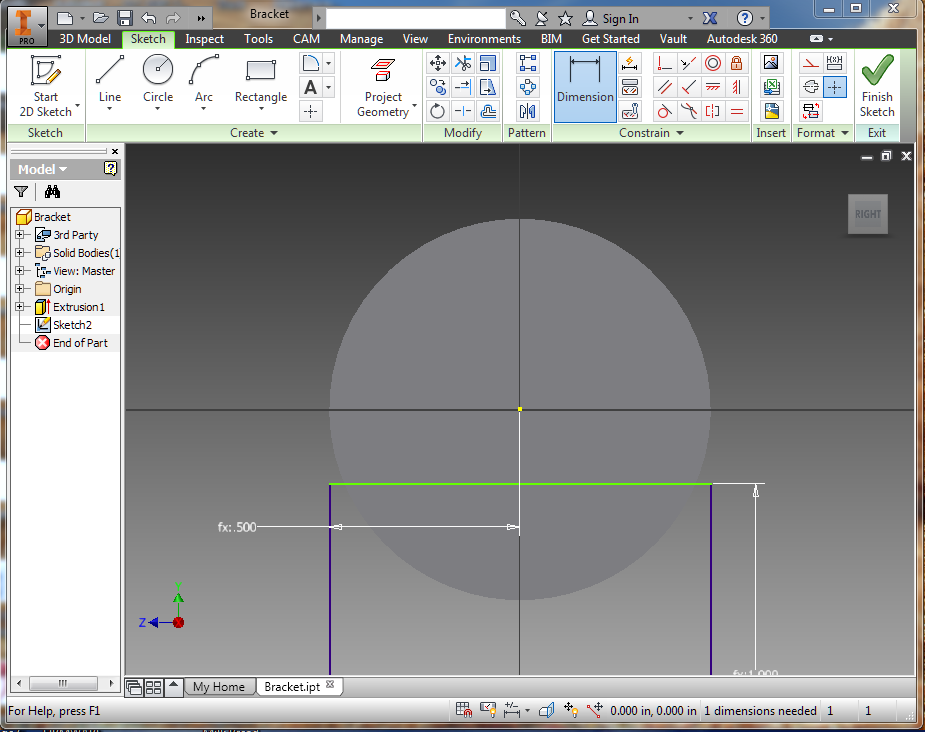 Bracket
Sign In
PRO
3D Model Sketch Inspect Tools CAM Manage View Environments BIM Get Started Vault Autodesk 360
Start
2D Sketch
Line
Circle
Arc
Rectangle
A
Project
Geometry
Dimension
Finish
Sketch
Sketch Create Modify Pattern Constrain Insert Format Exit
Model
Bracket
3rd Party
Solid Bodies(1
View: Master
Origin
Extrusion1
Sketch2
End of Part
RIGHT
fx:.500
fx:1.000
Y
Z
My Home Bracket.ipt
For Help, press F1 0.000 in, 0.000 in 1 dimensions needed 1 1